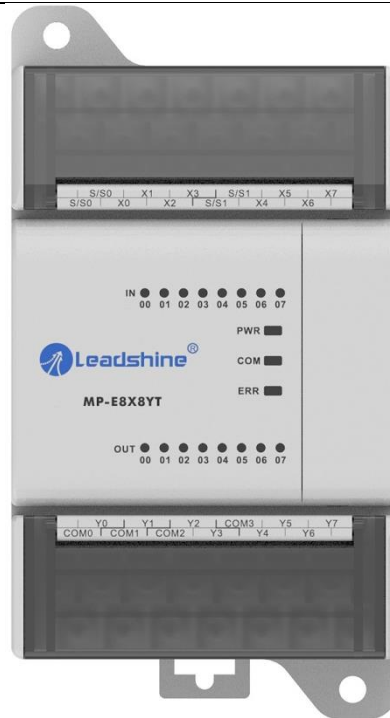 S/S0 X1 X3 S/S1 X5 X7
S/S0 X0 X2 S/S1 X4 X6
IN
00 01 02 03 04 05 06 07
PWR
Leadshine®
COM
ERR
MP-E8X8YT
OUT
00 01 02 03 04 05 06 07
Y0 Y1 Y2 COM3 Y5 Y7
COM0 COM1 COM2 Y3 Y4 Y6